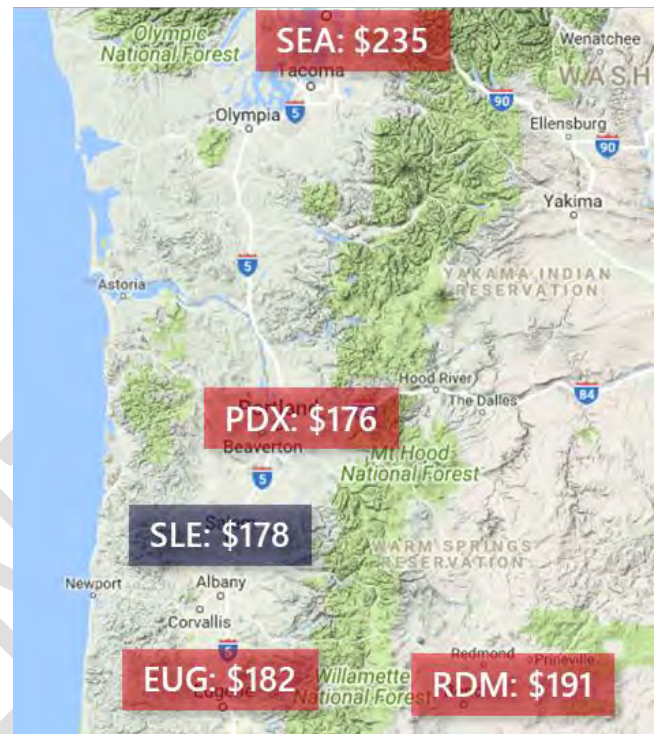 Olympic
National Forest
SEA: $235
Wenatchee
Tacoma
WASH
90
Olympia
5
Ellensburg
90
Yakima
5
YAKAMA INDIAN
RESERVATION
Astoria
Hood River
84
The Dalles
PDX: $176
Portland
Beaverton
Mt Hood
National Forest
5
SLE: $178
WARM SPRINGS
RESERVATION
Newport
Albany
Corvallis
5
Redmond
Prineville
EUG: $182
Eugene
Willamette
National Forest
RDM: $191